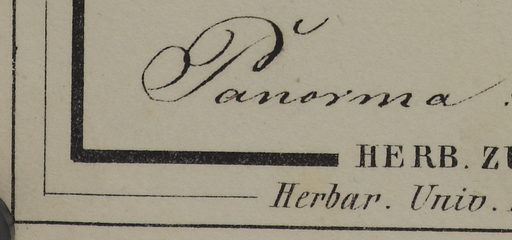 Panorma
HERB. ZU
Herbar. Univ.